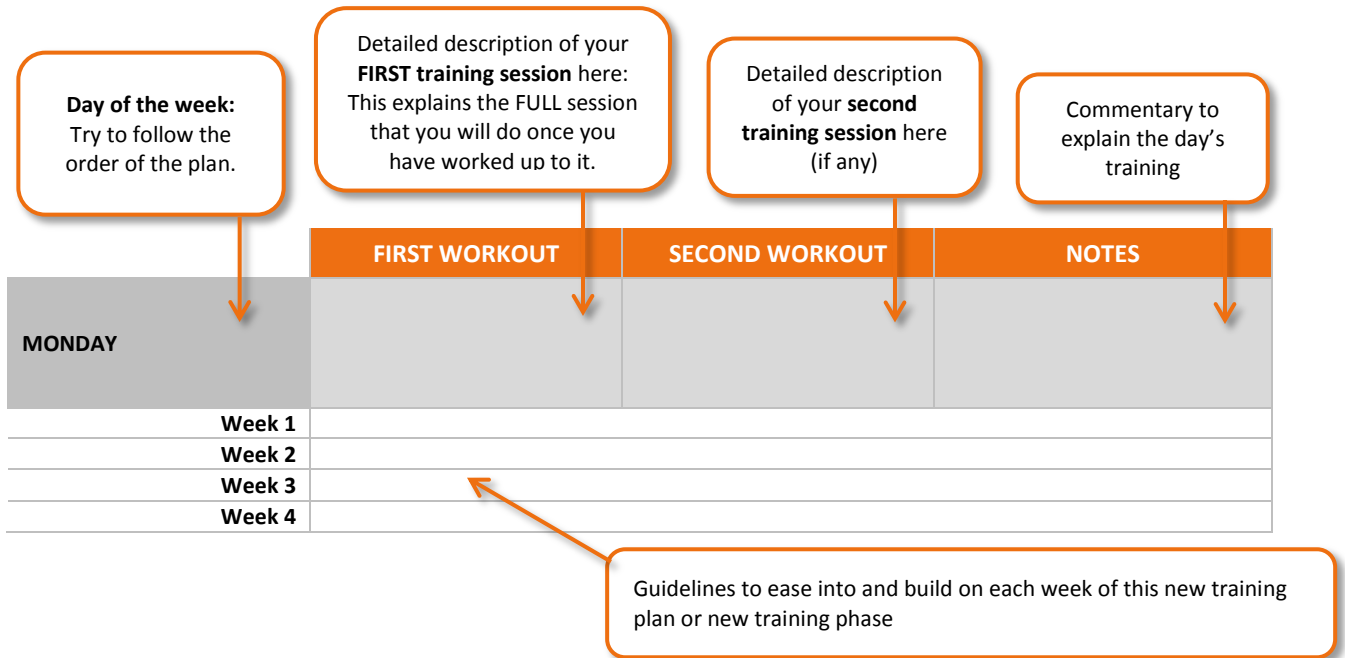 Day of the week:
Try to follow the
order of the plan.
Detailed description of your
FIRST training session here:
This explains the FULL session
that you will do once you
have worked up to it.
Detailed description
of your second
training session here
(if any)
Commentary to
explain the day’s
training
FIRST WORKOUT SECOND WORKOUT NOTES
MONDAY
Week 1
Week 2
Week 3
Week 4
Guidelines to ease into and build on each week of this new training
plan or new training phase